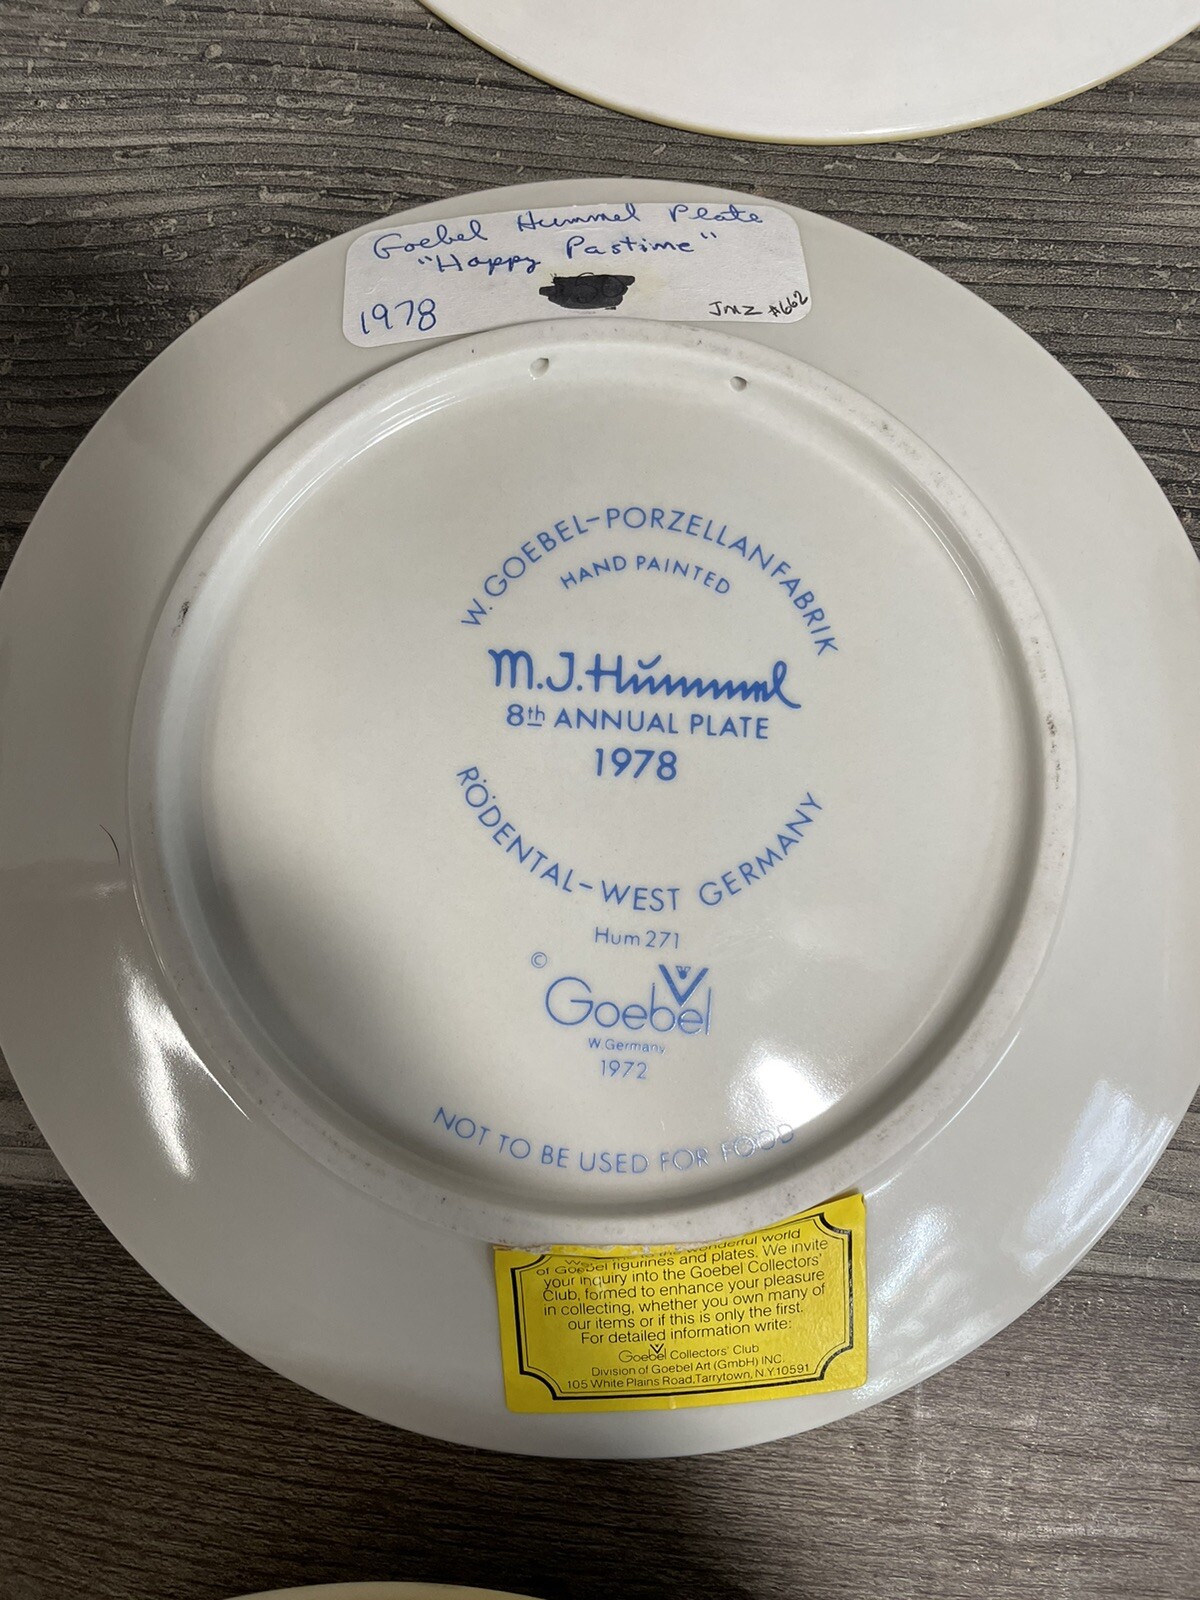 Goebel Hummel Plate
"Happy Pastime"
1978
JMZ #662
W. GOEBEL-PORZELLANFABRIK
HAND PAINTED
M.J. Hummel
8th ANNUAL PLATE
1978
RÖDENTAL-WEST GERMANY
Hum 271
© Goebel
W. Germany
1972
NOT TO BE USED FOR FOOD
wonderful world
of Goebel figurines and plates. We invite
your inquiry into the Goebel Collectors'
Club, formed to enhance your pleasure
in collecting, whether you own many of
our items or if this is only the first.
For detailed information write:
Goebel Collectors' Club
Division of Goebel Art (GmbH) INC.
105 White Plains Road, Tarrytown, N.Y. 10591